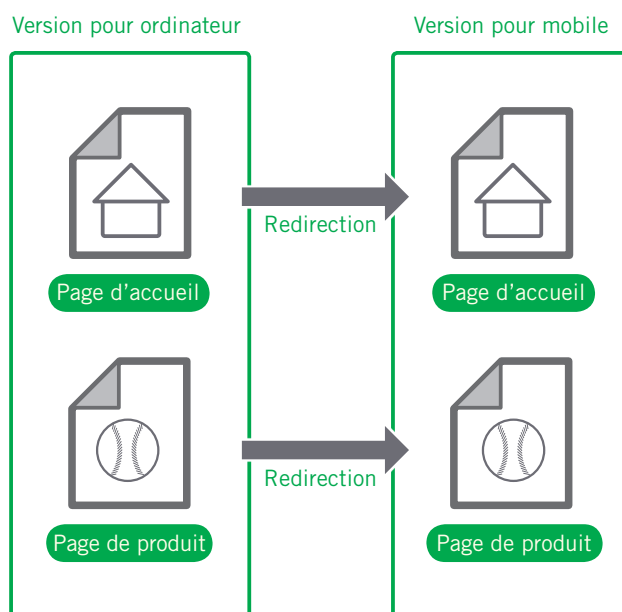 Version pour ordinateur
Version pour mobile
Redirection
Page d’accueil
Page d’accueil
Redirection
Page de produit
Page de produit